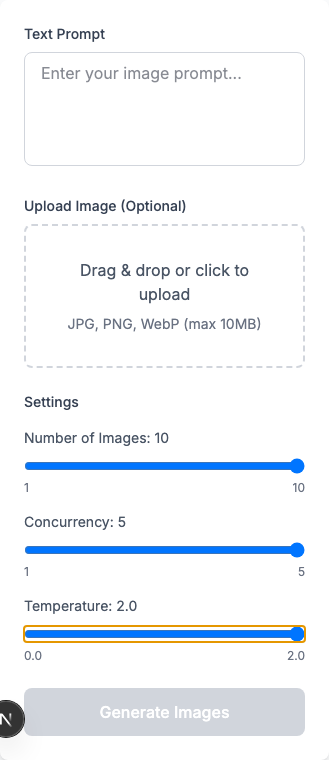 Text Prompt
Enter your image prompt...
Upload Image (Optional)
Drag & drop or click to
upload
JPG, PNG, WebP (max 10MB)
Settings
Number of Images: 10
1 10
Concurrency: 5
1 5
Temperature: 2.0
0.0 2.0
Generate Images
N